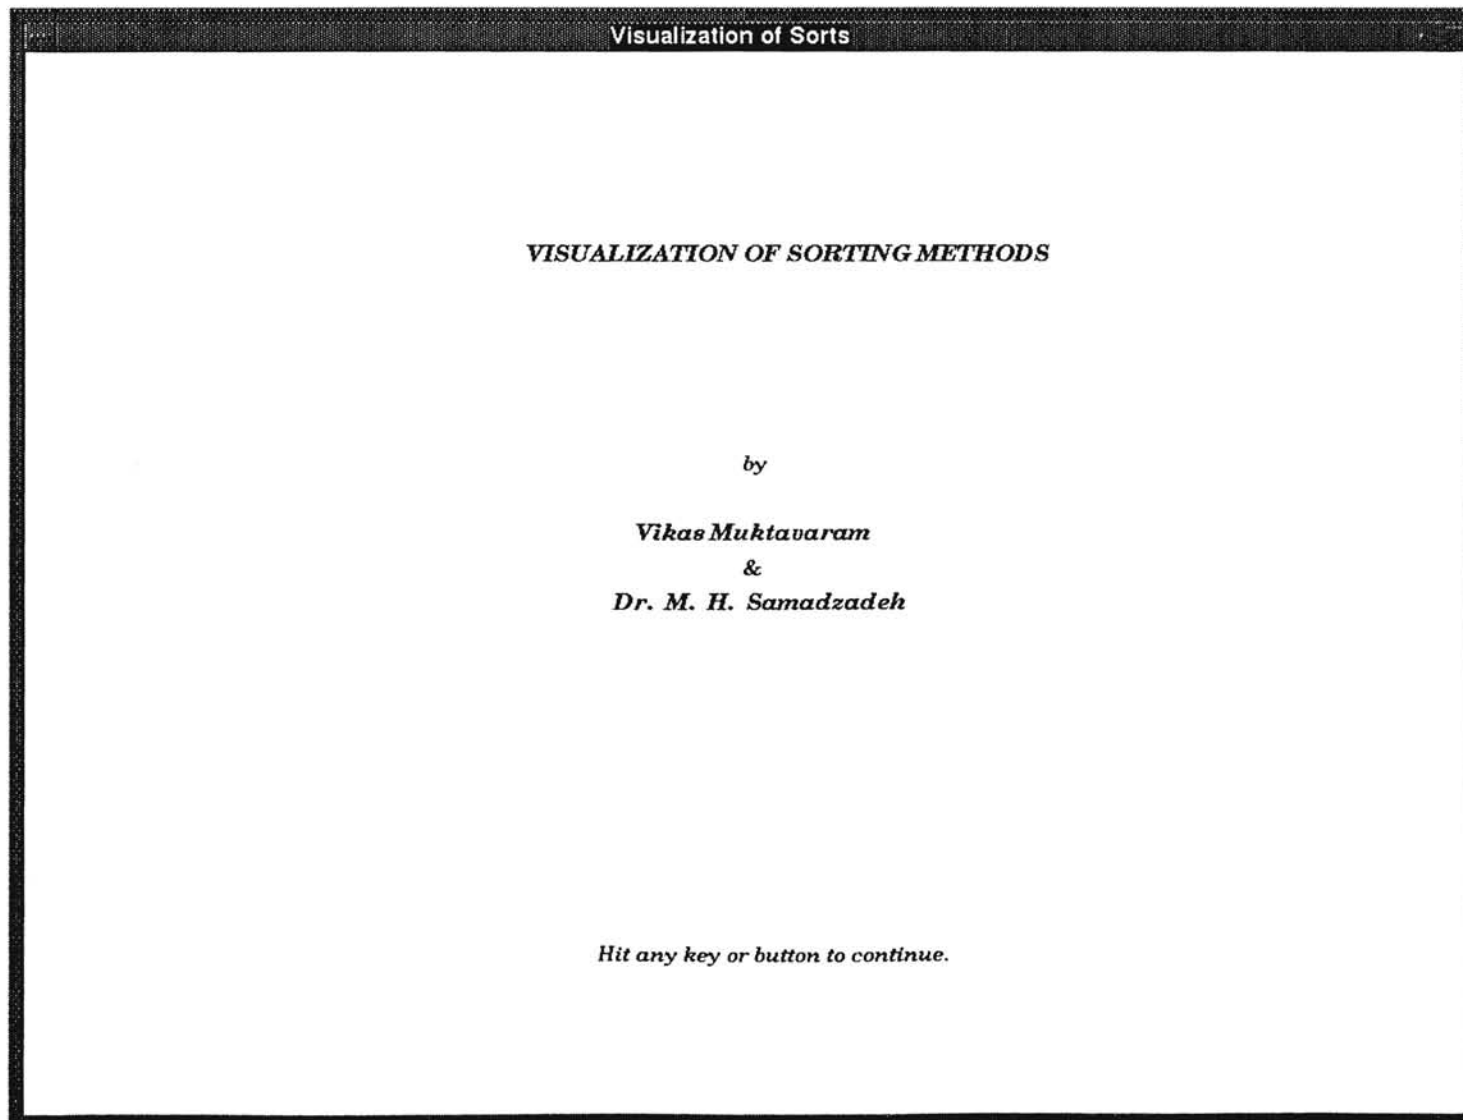 Visualization of Sorts
VISUALIZATION OF SORTING METHODS
by
Vikas Muktavaram
&
Dr. M. H. Samadzadeh
Hit any key or button to continue.